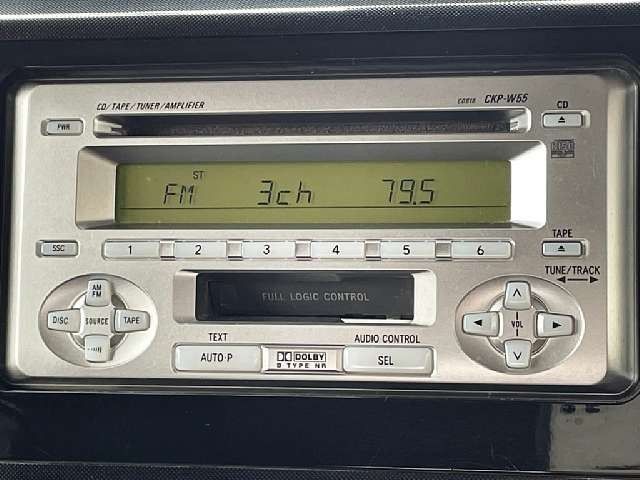 CD/TAPE/TUNER/AMPLIFIER CKP-W55 CD
PWR
ST
FM 3ch 79.5
TAPE
SSC 1 2 3 4 5 6
TUNE/TRACK
AM
FM
FULL LOGIC CONTROL
DISC SOURCE TAPE VOL
TEXT AUDIO CONTROL
AUTO·P DOLBY SEL
B TYPE NR